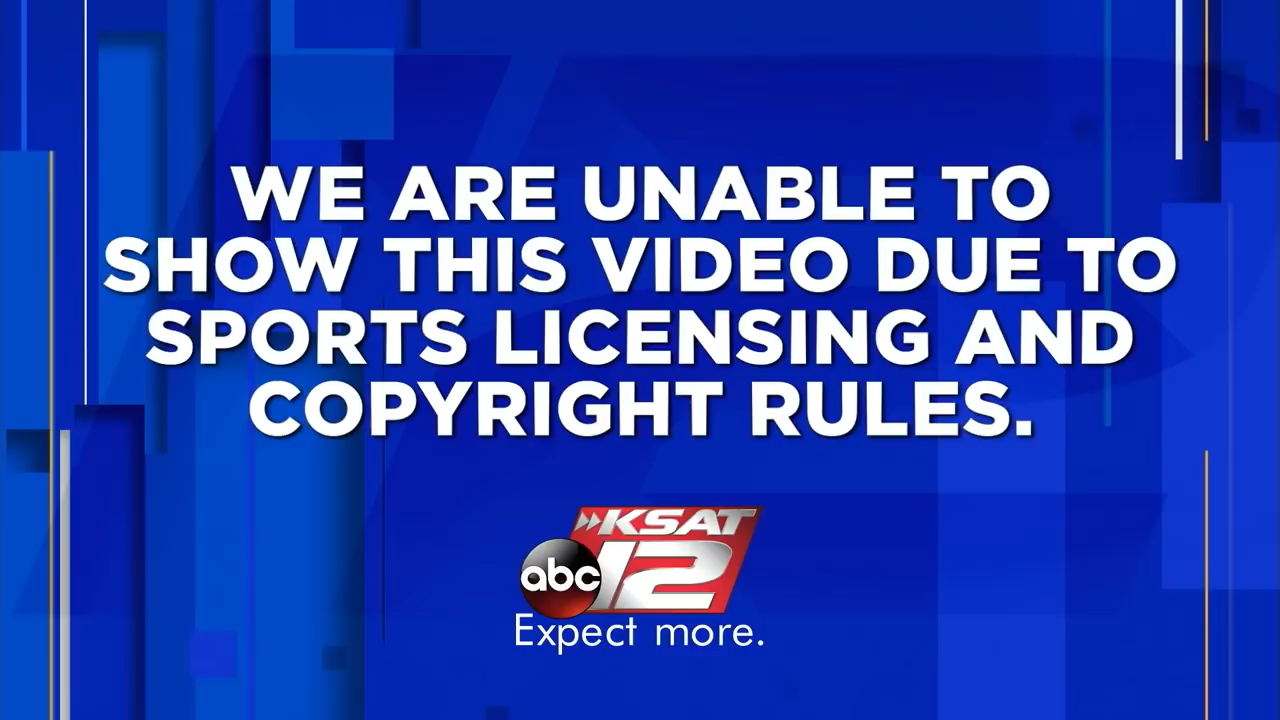 WE ARE UNABLE TO
SHOW THIS VIDEO DUE TO
SPORTS LICENSING AND
COPYRIGHT RULES.
KSAT
abc 12
Expect more.